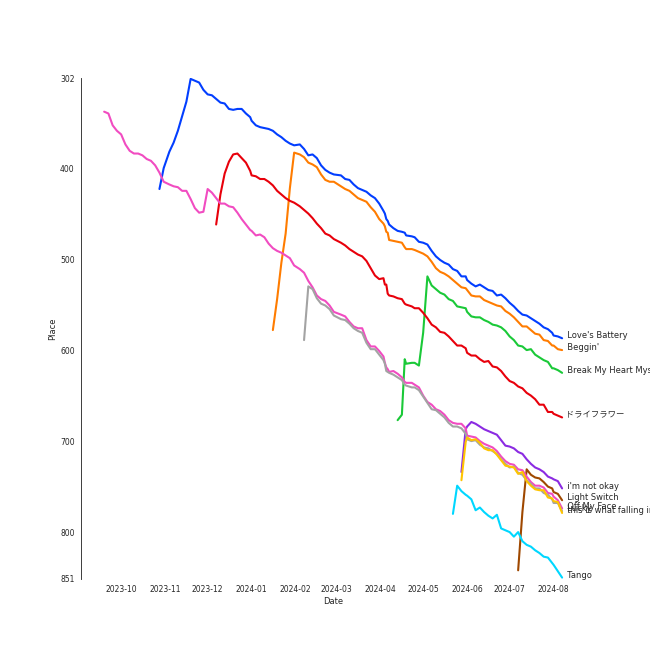 302
400
500
600
700
800
851
Place
2023-10
2023-11
2023-12
2024-01
2024-02
2024-03
2024-04
2024-05
2024-06
2024-07
2024-08
Date
Love's Battery
Beggin'
Break My Heart Mys
ドライフラワー
i'm not okay
Light Switch
Off My Face
this is what falling i
Tango